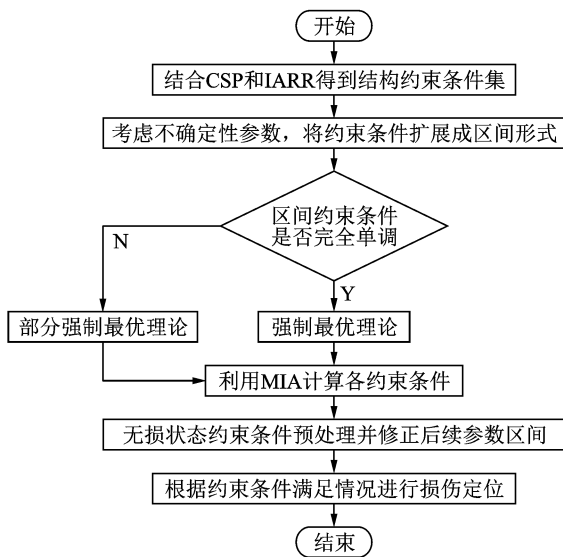 开始
结合CSP和IARR得到结构约束条件集
考虑不确定性参数，将约束条件扩展成区间形式
区间约束条件
是否完全单调
N
Y
部分强制最优理论
强制最优理论
利用MIA计算各约束条件
无损状态约束条件预处理并修正后续参数区间
根据约束条件满足情况进行损伤定位
结束